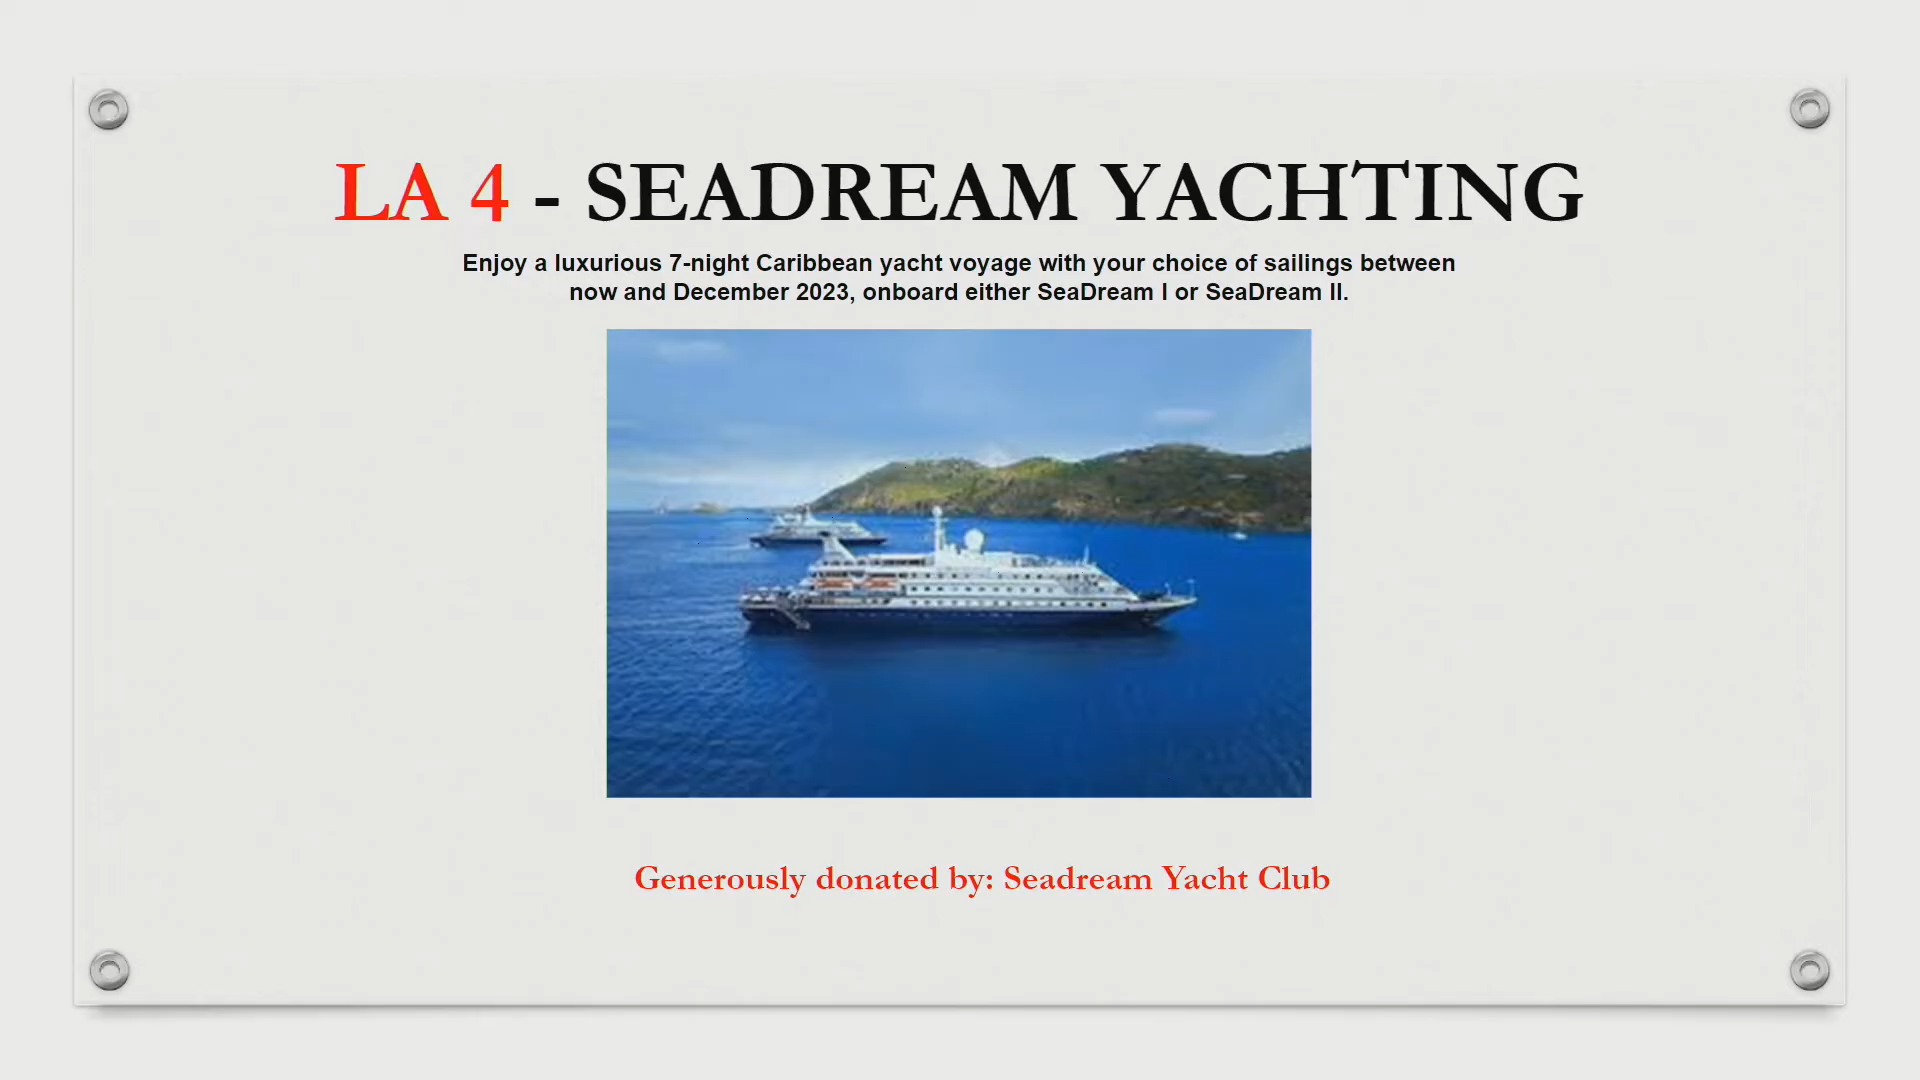 LA 4 - SEADREAM YACHTING
Enjoy a luxurious 7-night Caribbean yacht voyage with your choice of sailings between
now and December 2023, onboard either SeaDream I or SeaDream II.
Generously donated by: Seadream Yacht Club